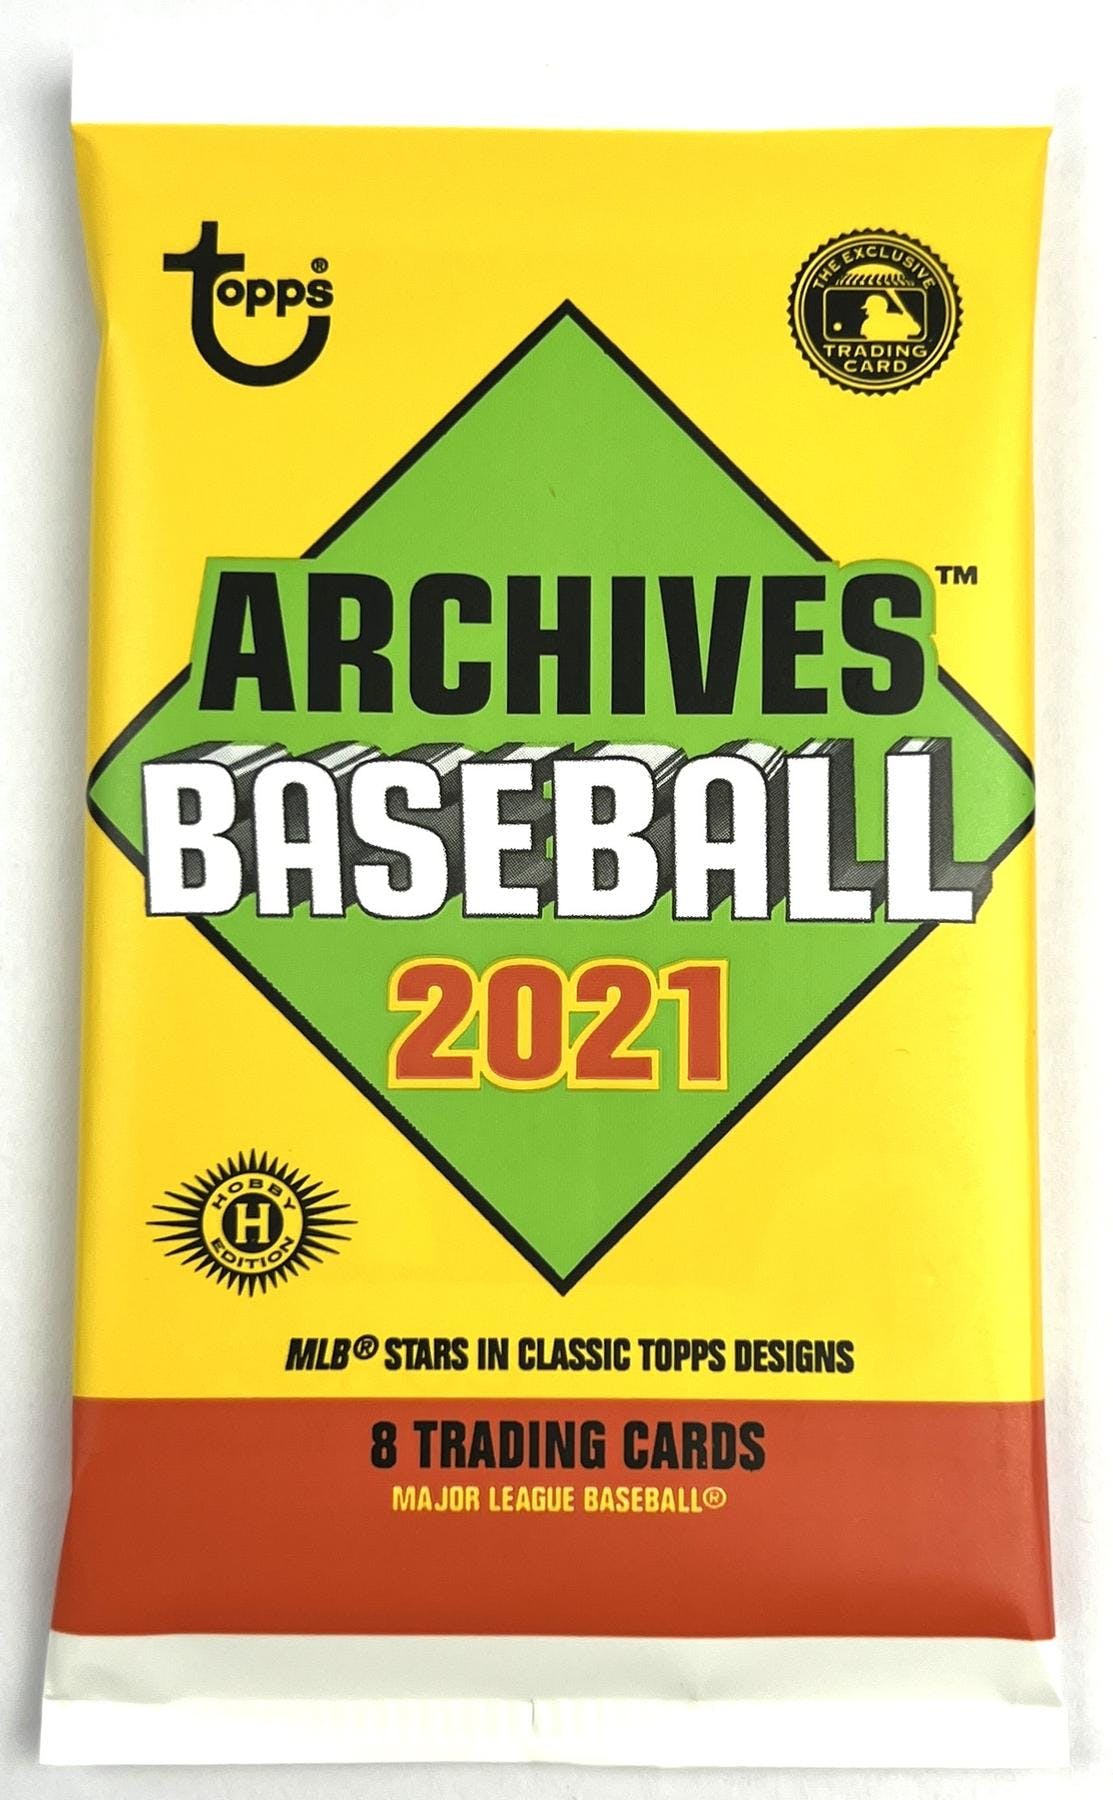 topps®
THE EXCLUSIVE
TRADING
CARD
ARCHIVES™
BASEBALL
2021
HOBBY
H
EDITION
MLB® STARS IN CLASSIC TOPPS DESIGNS
8 TRADING CARDS
MAJOR LEAGUE BASEBALL®